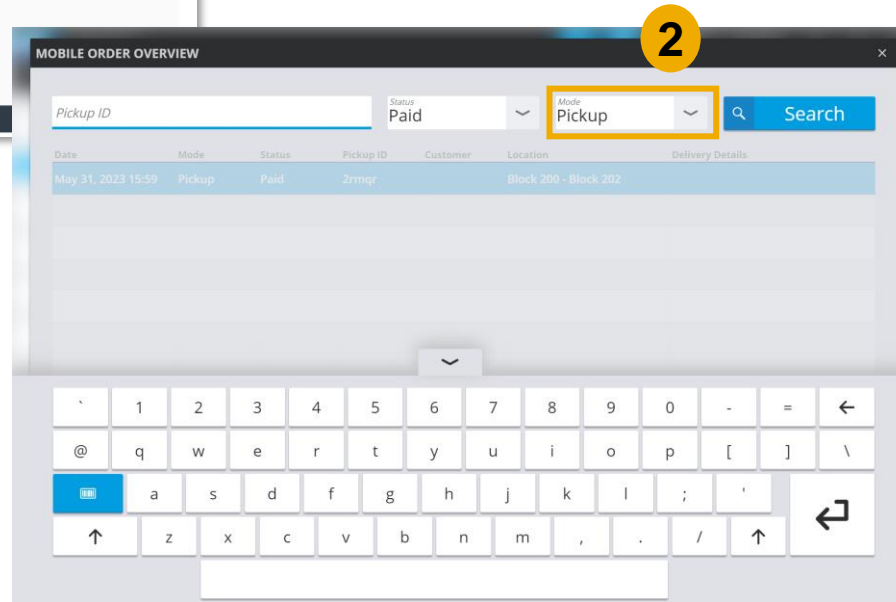 2
MOBILE ORDER OVERVIEW ×
Pickup ID
Status
Paid
Mode
Pickup
Search
Date Mode Status Pickup ID Customer Location Delivery Details
May 31, 2023 15:59 Pickup Paid 2rmqr Block 200 - Block 202
` 1 2 3 4 5 6 7 8 9 0 - = ←
@ q w e r t y u i o p [ ] \
a s d f g h j k l ; '
↑ z x c v b n m , . / ↑